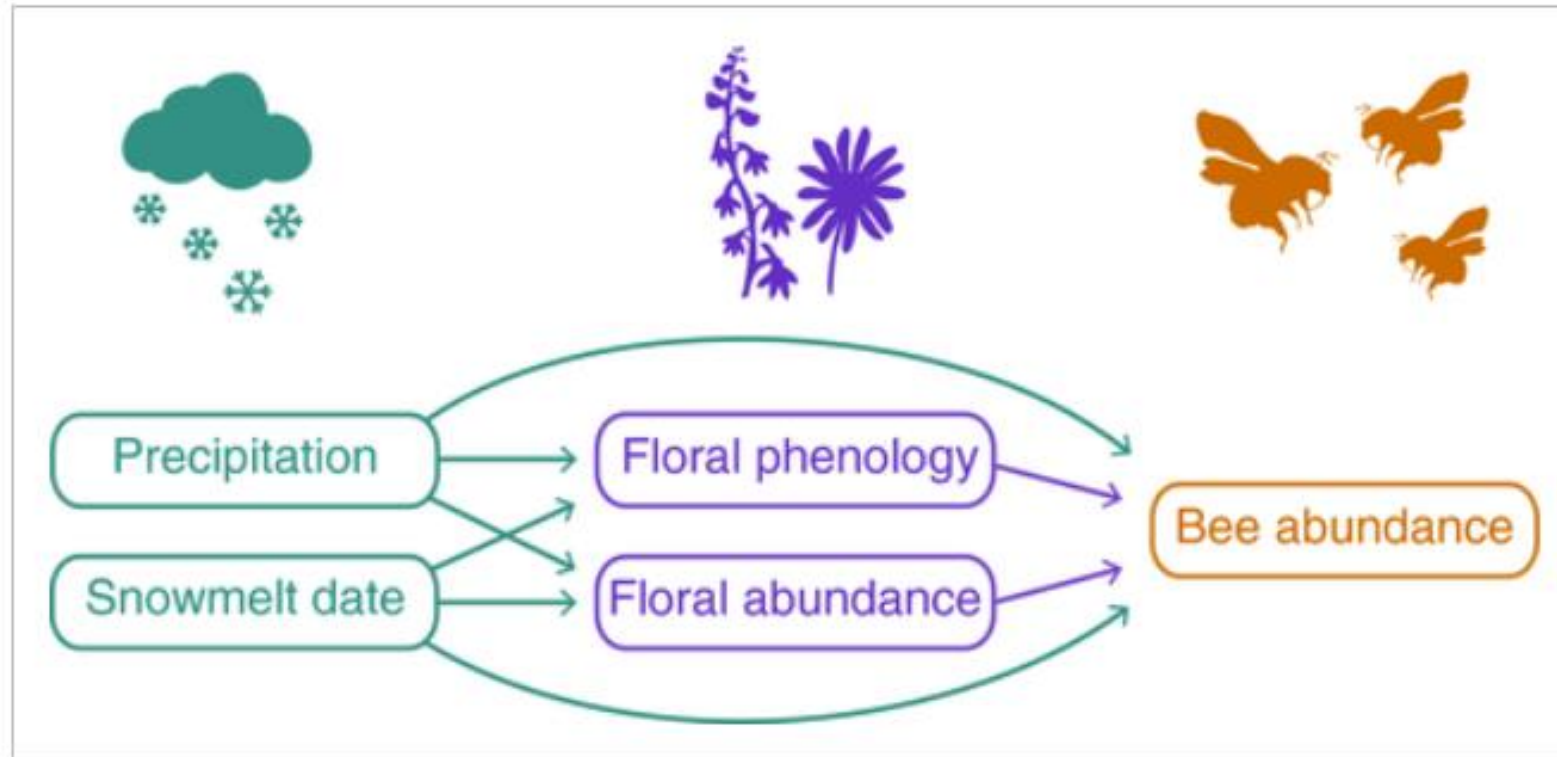 Precipitation
Floral phenology
Bee abundance
Snowmelt date
Floral abundance